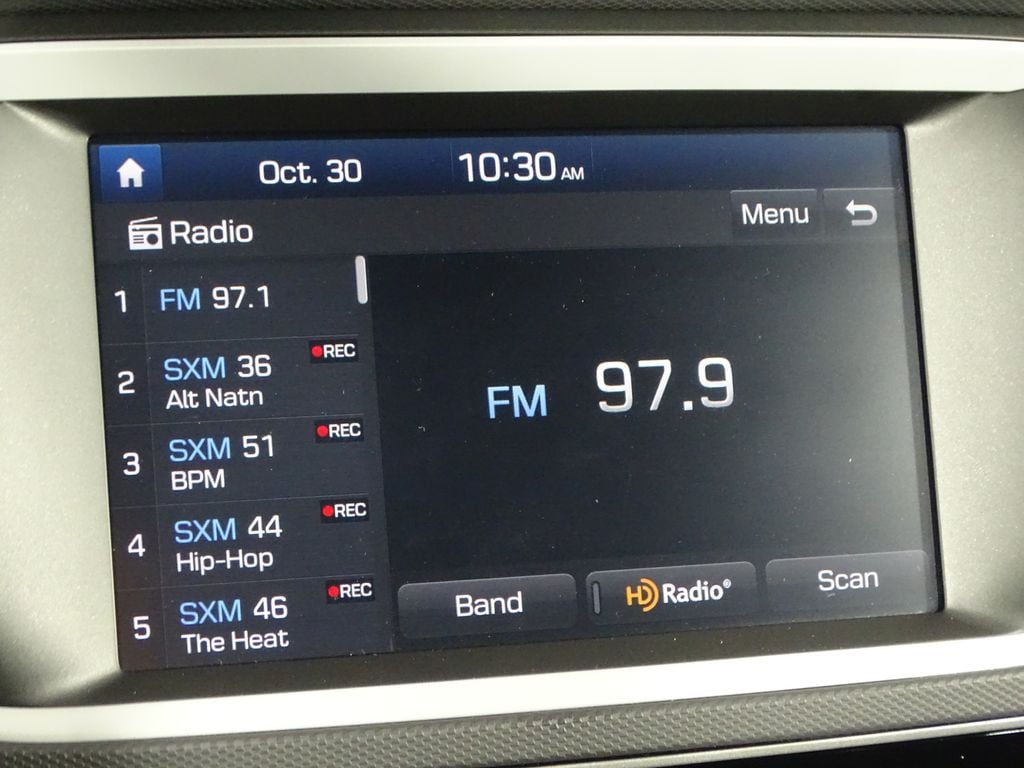 Oct. 30 10:30 AM
Radio
Menu
1 FM 97.1
2 SXM 36 REC
Alt Natn
3 SXM 51 REC
BPM
4 SXM 44 REC
Hip-Hop
5 SXM 46 REC
The Heat
FM 97.9
Band
HD Radio®
Scan